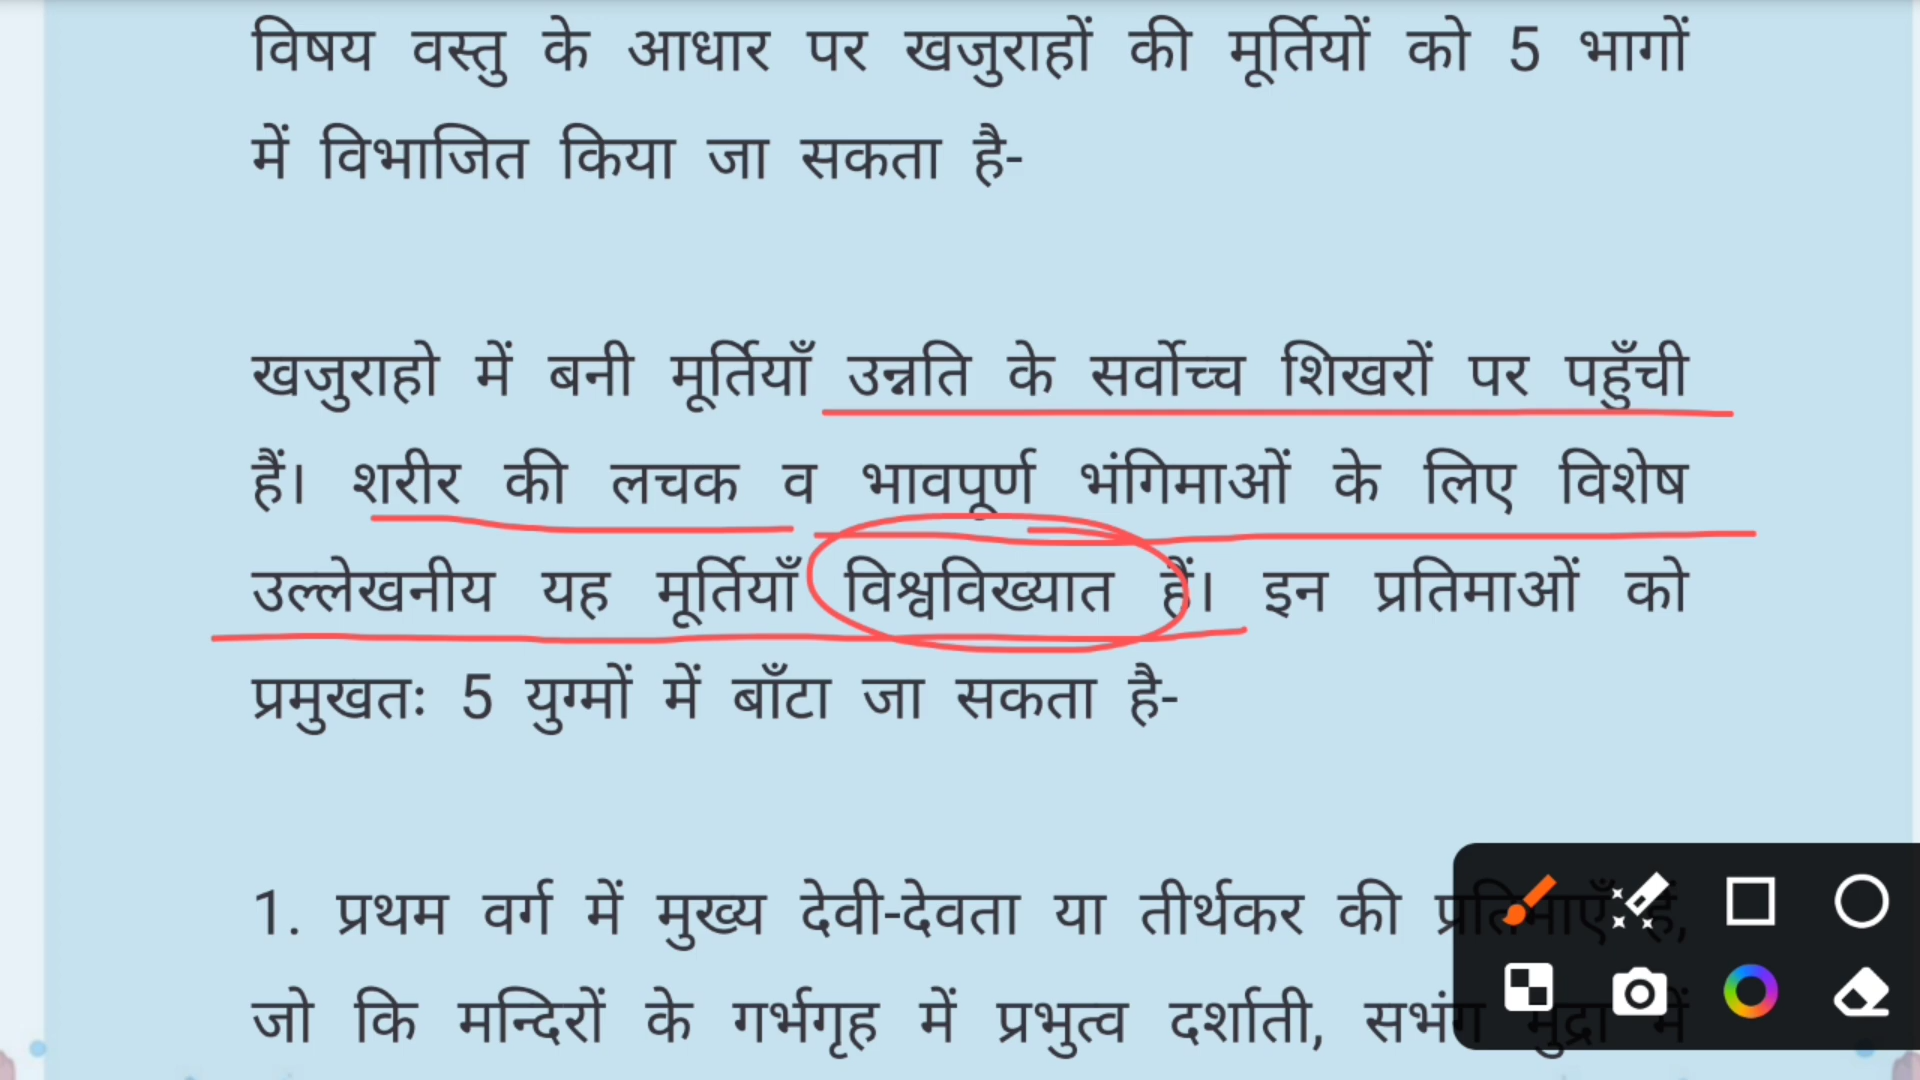 विषय वस्तु के आधार पर खजुराहों की मूर्तियों को 5 भागों
में विभाजित किया जा सकता है-
खजुराहो में बनी मूर्तियाँ उन्नति के सर्वोच्च शिखरों पर पहुँची
हैं। शरीर की लचक व भावपूर्ण भंगिमाओं के लिए विशेष
उल्लेखनीय यह मूर्तियाँ विश्वविख्यात हैं। इन प्रतिमाओं को
प्रमुखतः 5 युग्मों में बाँटा जा सकता है-
1. प्रथम वर्ग में मुख्य देवी-देवता या तीर्थकर की प्रतिमाएँ हैं,
जो कि मन्दिरों के गर्भगृह में प्रभुत्व दर्शाती, सभंग मुद्रा में